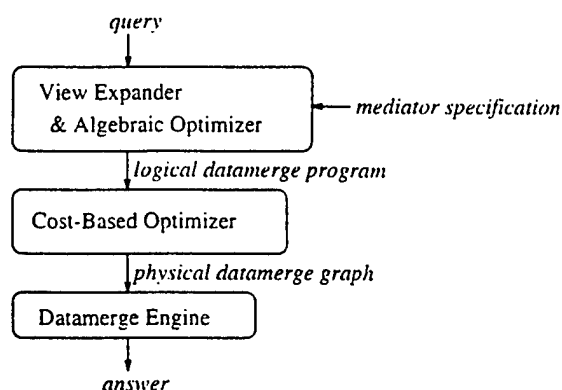 query
View Expander
& Algebraic Optimizer
mediator specification
logical datamerge program
Cost-Based Optimizer
physical datamerge graph
Datamerge Engine
answer